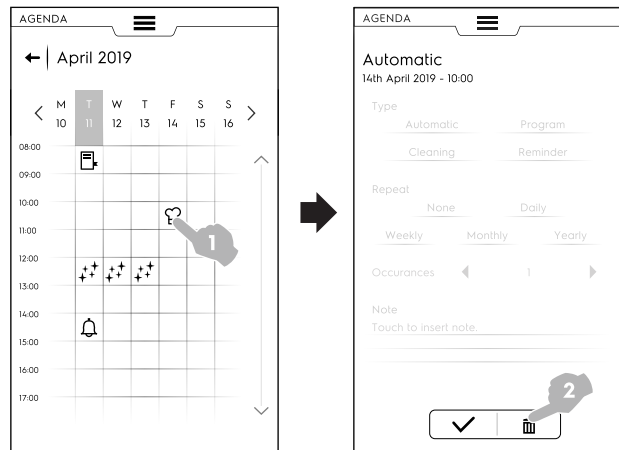 AGENDA
April 2019
M T W T F S S
10 11 12 13 14 15 16
08:00
09:00
10:00
11:00
1
12:00
13:00
14:00
15:00
16:00
17:00
AGENDA
Automatic
14th April 2019 - 10:00
Type
Automatic Program
Cleaning Reminder
Repeat
None Daily
Weekly Monthly Yearly
Occurances 1
Note
Touch to insert note.
2